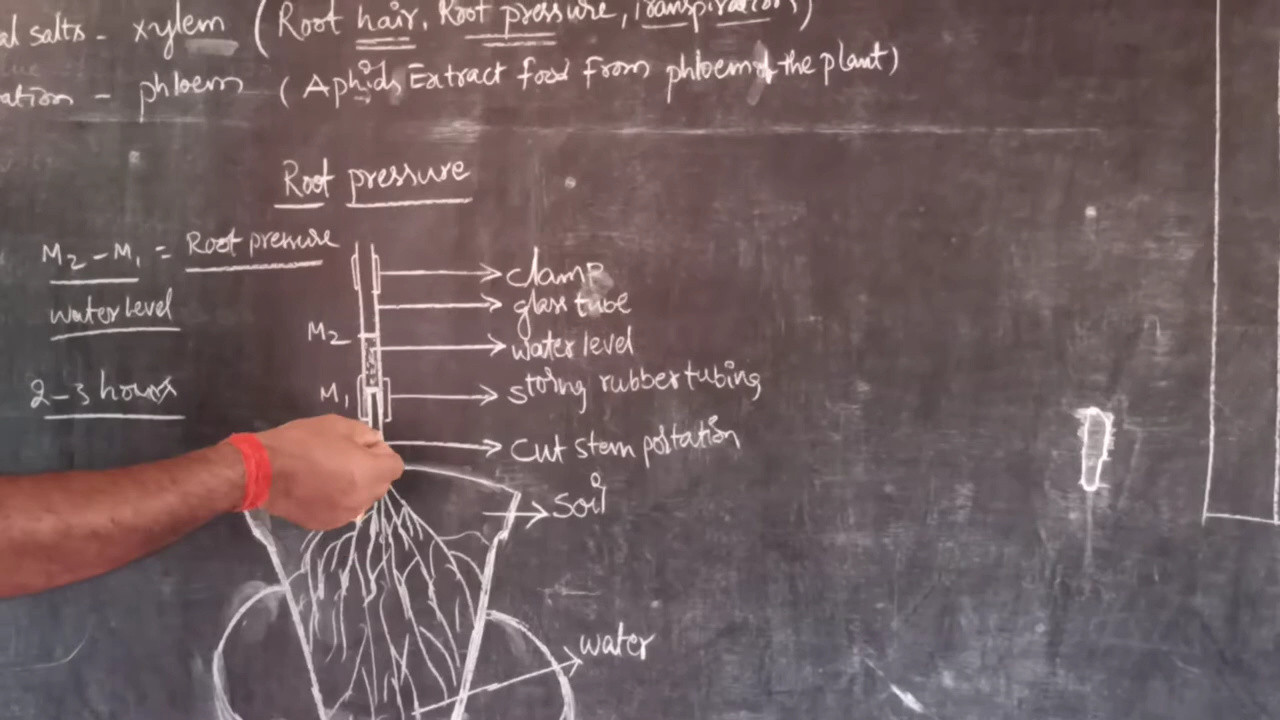 al salts - xylem (Root hair, Root pressure, Transpiration)
ation - phloem (Aphids Extract food from phloem of the plant)
Root pressure
M2 - M1 = Root pressure
water level
2-3 hours
clamp
glass tube
M2
water level
M1
string rubber tubing
cut stem portation
soil
water